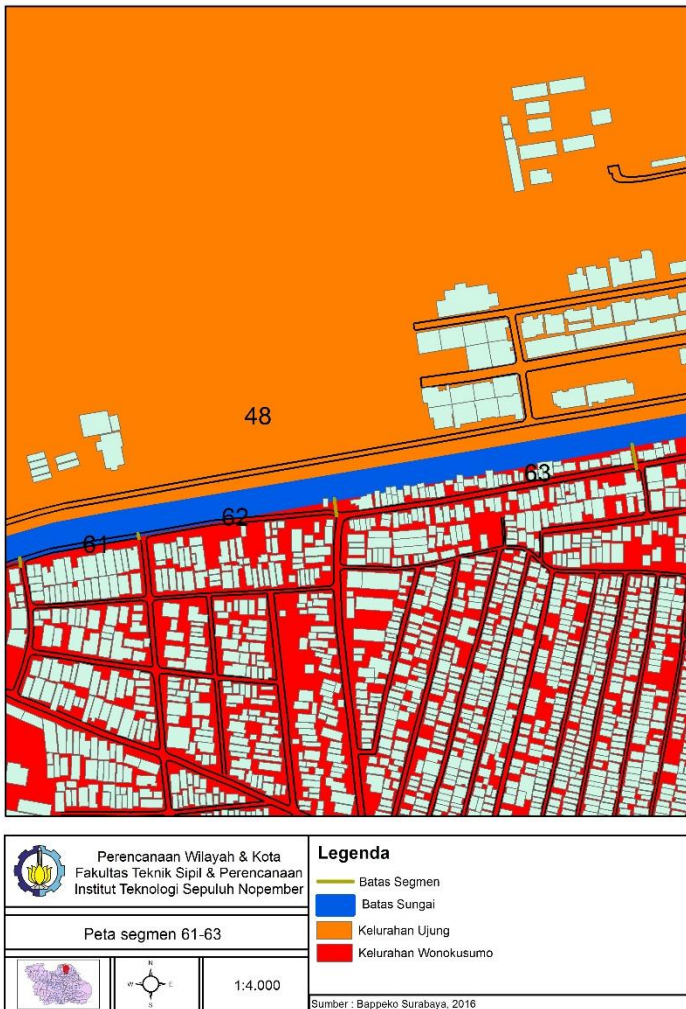 48
63
62
61
Perencanaan Wilayah & Kota
Fakultas Teknik Sipil & Perencanaan
Institut Teknologi Sepuluh Nopember
Peta segmen 61-63
N
W
E
S
1:4.000
Legenda
Batas Segmen
Batas Sungai
Kelurahan Ujung
Kelurahan Wonokusumo
Sumber : Bappeko Surabaya, 2016